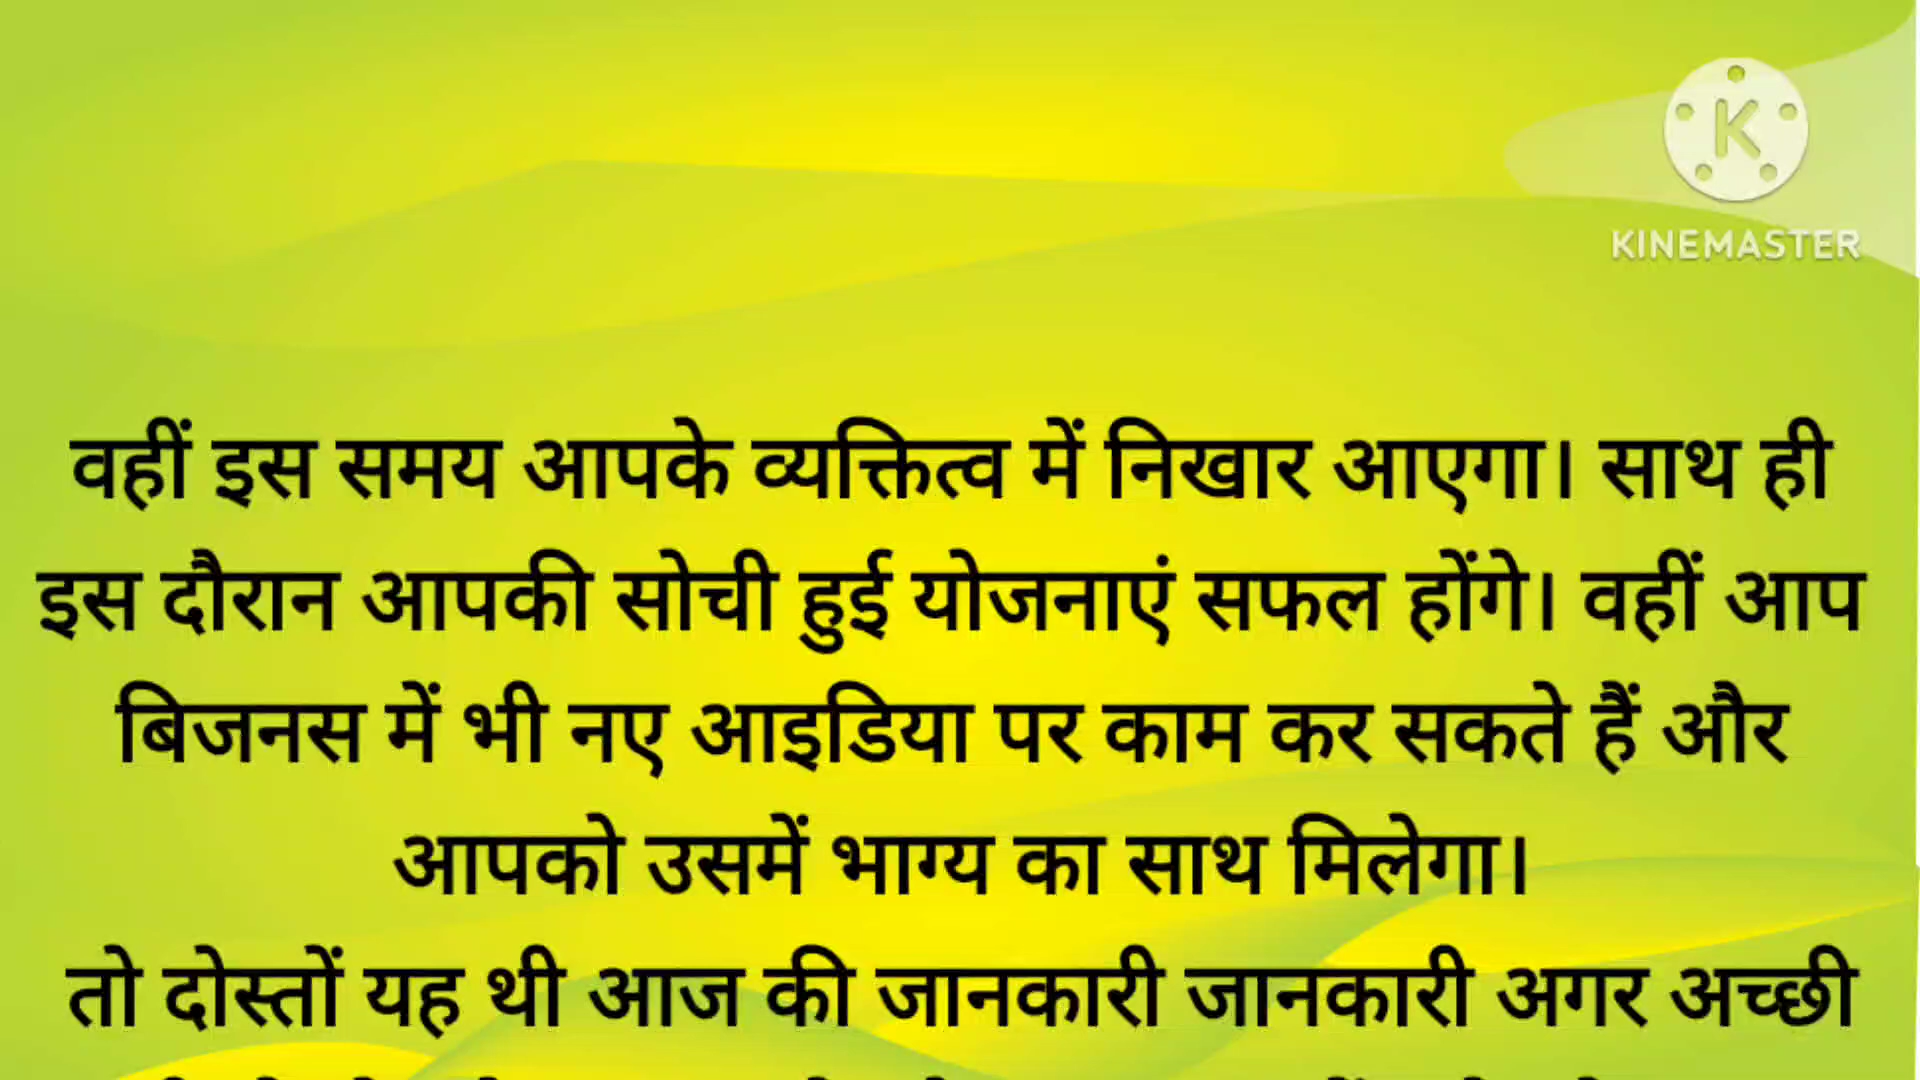 KINEMASTER
वहीं इस समय आपके व्यक्तित्व में निखार आएगा। साथ ही
इस दौरान आपकी सोची हुई योजनाएं सफल होंगे। वहीं आप
बिजनस में भी नए आइडिया पर काम कर सकते हैं और
आपको उसमें भाग्य का साथ मिलेगा।
तो दोस्तों यह थी आज की जानकारी जानकारी अगर अच्छी